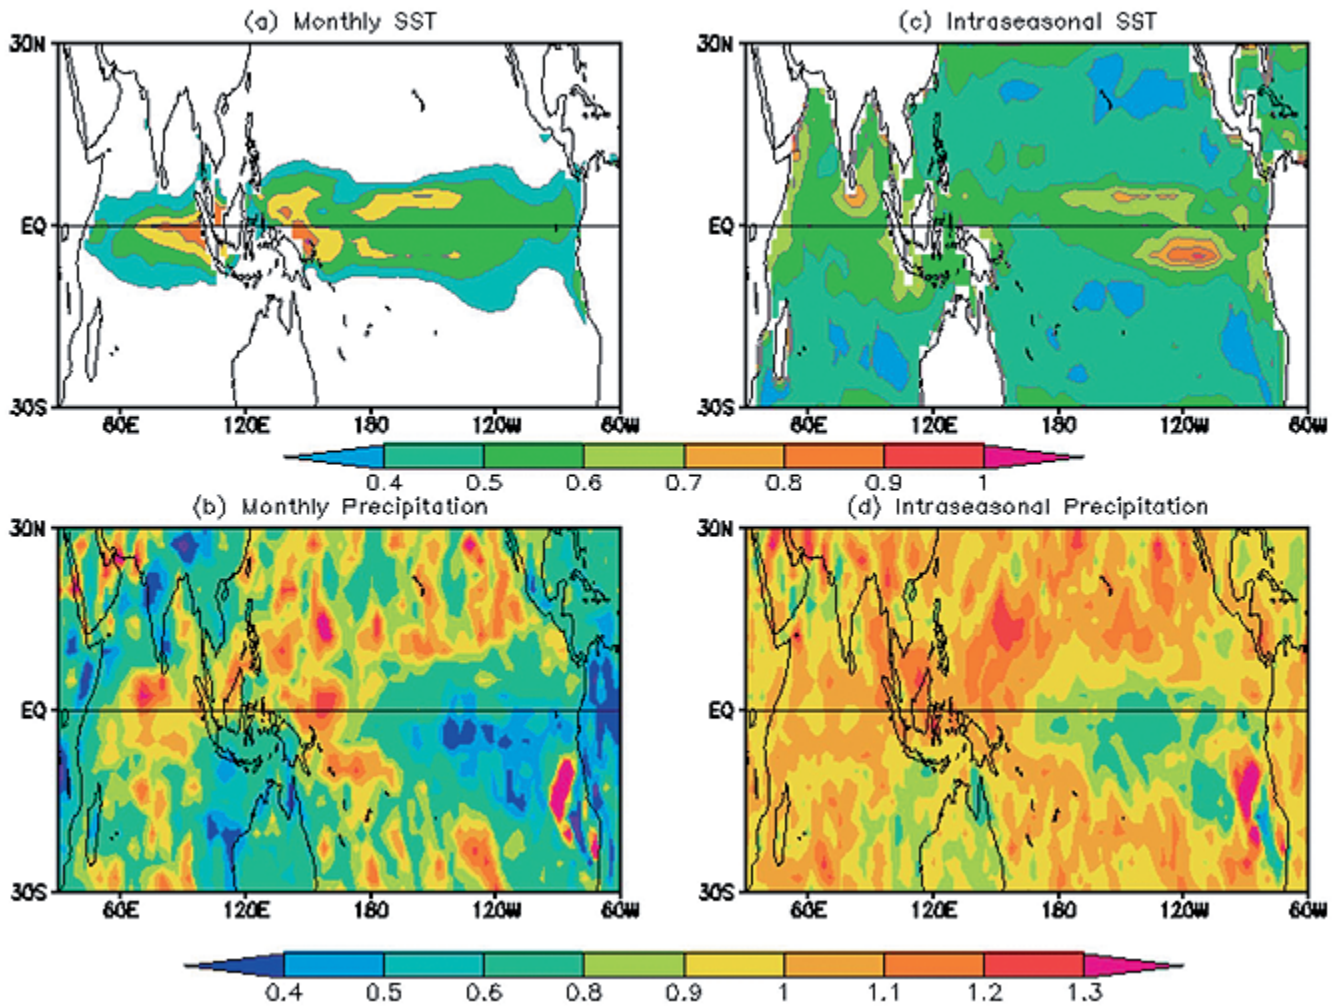 (a) Monthly SST
(c) Intraseasonal SST
30N
EQ
30S
60E 120E 180 120W 60W
30N
EQ
30S
60E 120E 180 120W 60W
0.4 0.5 0.6 0.7 0.8 0.9 1
(b) Monthly Precipitation
(d) Intraseasonal Precipitation
30N
EQ
30S
60E 120E 180 120W 60W
30N
EQ
30S
60E 120E 180 120W 60W
0.4 0.5 0.6 0.8 0.9 1 1.1 1.2 1.3